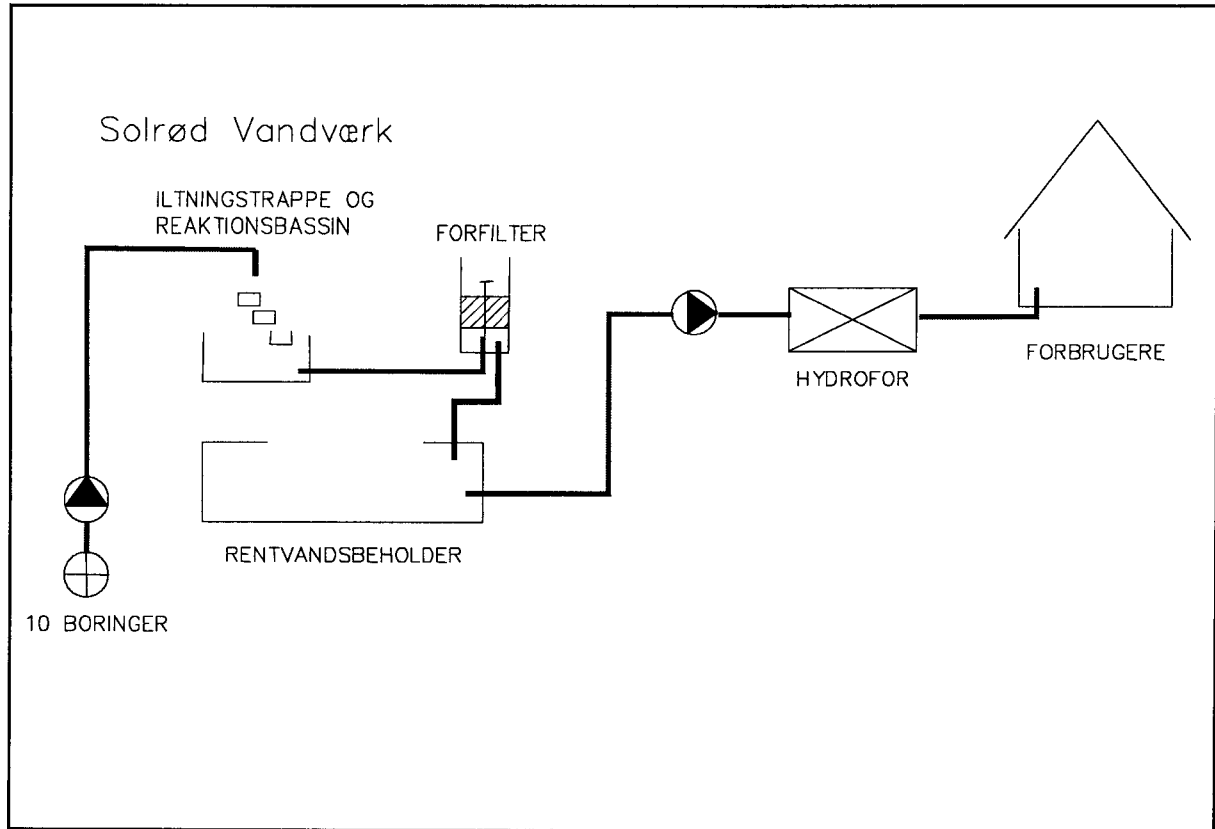 Solrød Vandværk
ILTNINGSTRAPPE OG
REAKTIONSBASSIN
FORFILTER
HYDROFOR
FORBRUGERE
RENTVANDSBEHOLDER
10 BORINGER